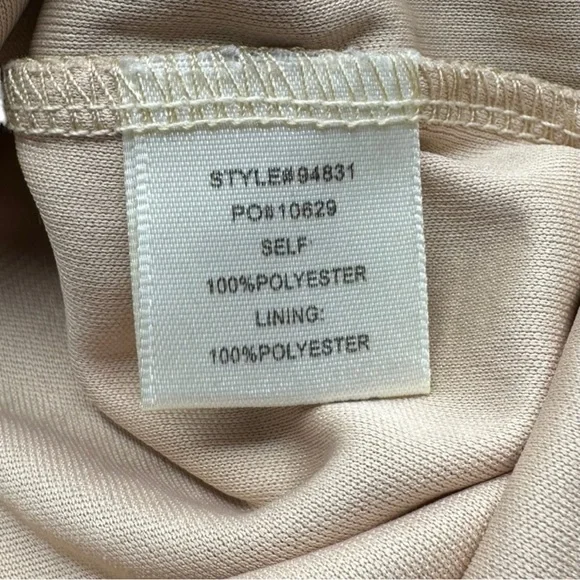 STYLE#94831
PO#10629
SELF
100%POLYESTER
LINING:
100%POLYESTER